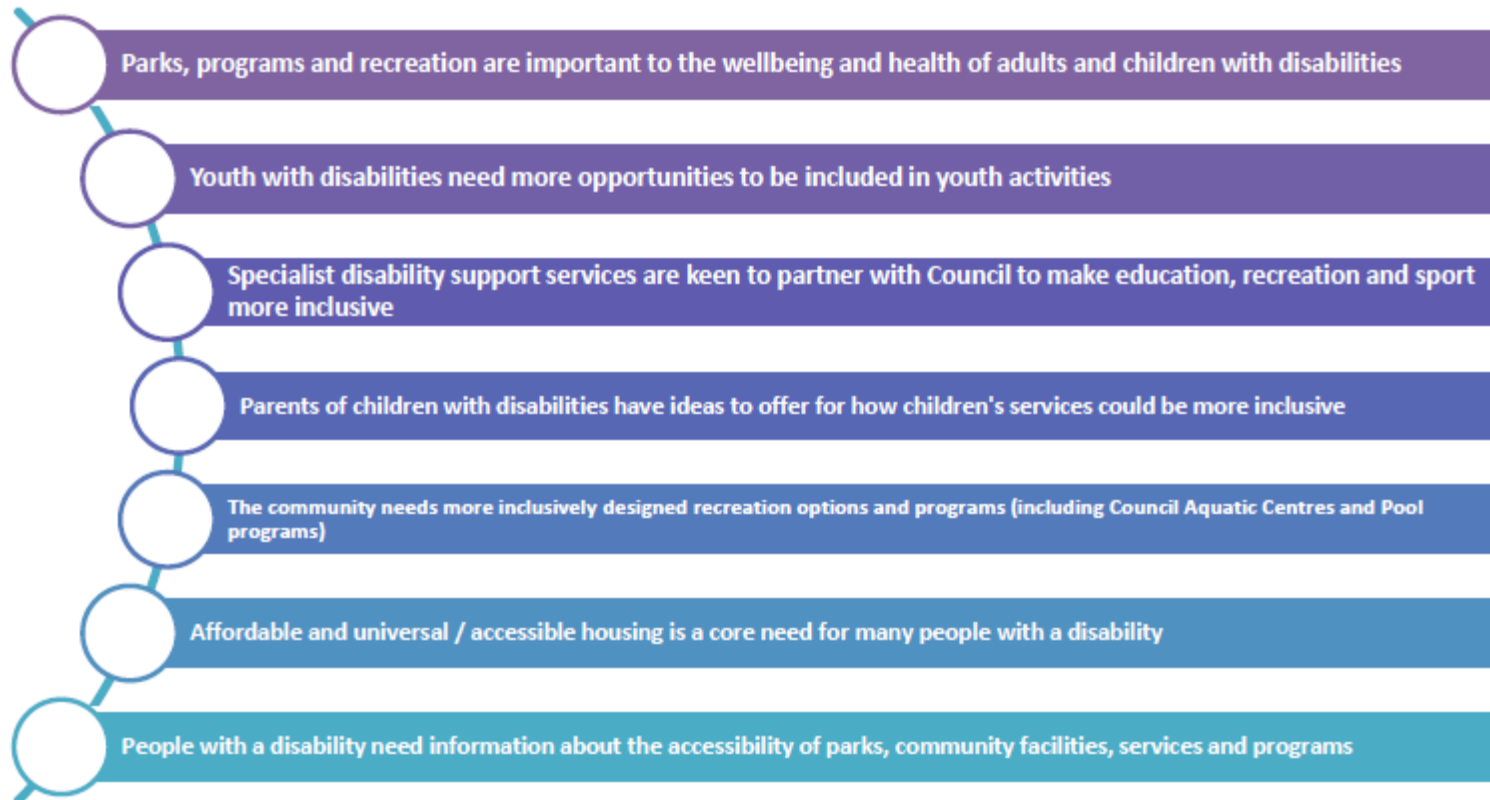 Parks, programs and recreation are important to the wellbeing and health of adults and children with disabilities
Youth with disabilities need more opportunities to be included in youth activities
Specialist disability support services are keen to partner with Council to make education, recreation and sport
more inclusive
Parents of children with disabilities have ideas to offer for how children's services could be more inclusive
The community needs more inclusively designed recreation options and programs (including Council Aquatic Centres and Pool
programs)
Affordable and universal / accessible housing is a core need for many people with a disability
People with a disability need information about the accessibility of parks, community facilities, services and programs